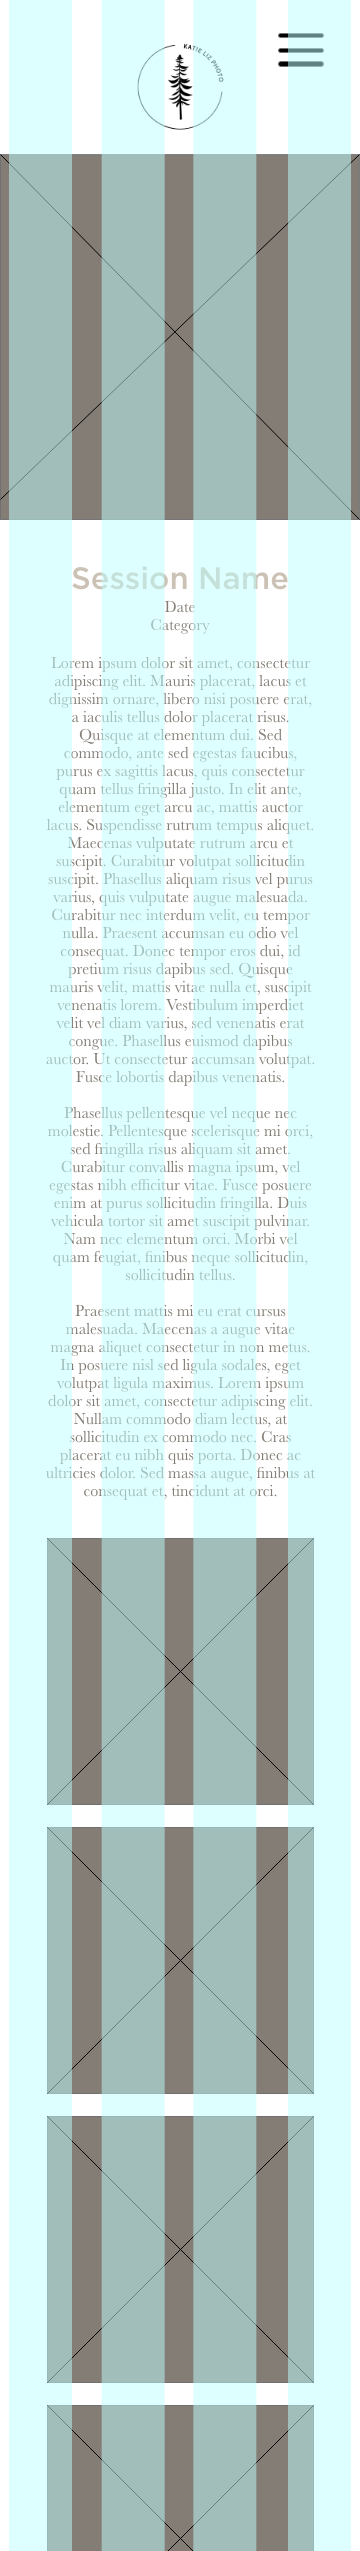 KATIE LIZ PHOTO
Session Name
Date
Category
Lorem ipsum dolor sit amet, consectetur
adipiscing elit. Mauris placerat, lacus et
dignissim ornare, libero nisi posuere erat,
a iaculis tellus dolor placerat risus.
Quisque at elementum dui. Sed
commodo, ante sed egestas faucibus,
purus ex sagittis lacus, quis consectetur
quam tellus fringilla justo. In elit ante,
elementum eget arcu ac, mattis auctor
lacus. Suspendisse rutrum tempus aliquet.
Maecenas vulputate rutrum arcu et
suscipit. Curabitur volutpat sollicitudin
suscipit. Phasellus aliquam risus vel purus
varius, quis vulputate augue malesuada.
Curabitur nec interdum velit, eu tempor
nulla. Praesent accumsan eu odio vel
consequat. Donec tempor eros dui, id
pretium risus dapibus sed. Quisque
mauris velit, mattis vitae nulla et, suscipit
venenatis lorem. Vestibulum imperdiet
velit vel diam varius, sed venenatis erat
congue. Phasellus euismod dapibus
auctor. Ut consectetur accumsan volutpat.
Fusce lobortis dapibus venenatis.
Phasellus pellentesque vel neque nec
molestie. Pellentesque scelerisque mi orci,
sed fringilla risus aliquam sit amet.
Curabitur convallis magna ipsum, vel
egestas nibh efficitur vitae. Fusce posuere
enim at purus sollicitudin fringilla. Duis
vehicula tortor sit amet suscipit pulvinar.
Nam nec elementum orci. Morbi vel
quam feugiat, finibus neque sollicitudin,
sollicitudin tellus.
Praesent mattis mi eu erat cursus
malesuada. Maecenas a augue vitae
magna aliquet consectetur in non metus.
In posuere nisl sed ligula sodales, eget
volutpat ligula maximus. Lorem ipsum
dolor sit amet, consectetur adipiscing elit.
Nullam commodo diam lectus, at
sollicitudin ex commodo nec. Cras
placerat eu nibh quis porta. Donec ac
ultricies dolor. Sed massa augue, finibus at
consequat et, tincidunt at orci.